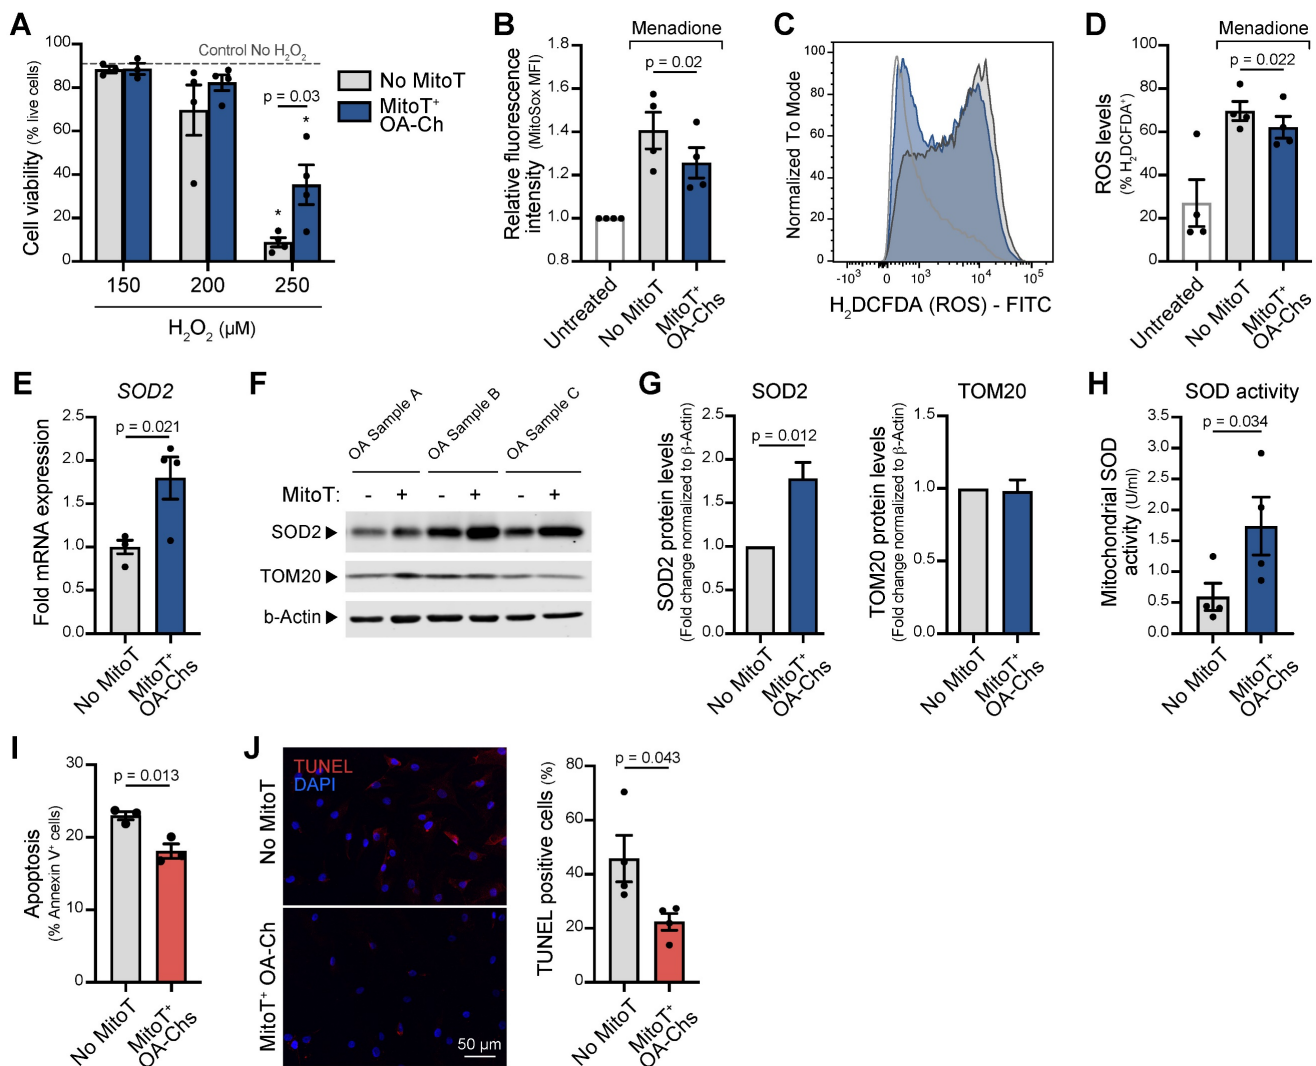 A
Cell viability (% live cells)
100
80
60
40
20
0
Control No H₂O₂
p = 0.03
*
*
150
200
250
H₂O₂ (µM)
No MitoT
MitoT⁺
OA-Ch
B
Relative fluorescence
intensity (MitoSox MFI)
1.8
1.6
1.4
1.2
1.0
0.8
Menadione
p = 0.02
Untreated
No MitoT
MitoT⁺
OA-Chs
C
Normalized To Mode
100
80
60
40
20
0
-10³
0
10³
10⁴
10⁵
H₂DCFDA (ROS) - FITC
D
ROS levels
(% H₂DCFDA⁺)
100
80
60
40
20
0
Menadione
p = 0.022
Untreated
No MitoT
MitoT⁺
OA-Chs
E
SOD2
Fold mRNA expression
2.5
2.0
1.5
1.0
0.5
0.0
p = 0.021
No MitoT
MitoT⁺
OA-Chs
F
OA Sample A
OA Sample B
OA Sample C
MitoT: - + - + - +
SOD2
TOM20
b-Actin
G
SOD2
SOD2 protein levels
(Fold change normalized to β-Actin)
2.5
2.0
1.5
1.0
0.5
0.0
p = 0.012
No MitoT
MitoT⁺
OA-Chs
TOM20
TOM20 protein levels
(Fold change normalized to β-Actin)
1.5
1.0
0.5
0.0
No MitoT
MitoT⁺
OA-Chs
H
SOD activity
Mitochondrial SOD
activity (U/ml)
3.5
3.0
2.5
2.0
1.5
1.0
0.5
0.0
p = 0.034
No MitoT
MitoT⁺
OA-Chs
I
Apoptosis
(% Annexin V⁺ cells)
30
20
10
0
p = 0.013
No MitoT
MitoT⁺
OA-Chs
J
No MitoT
MitoT⁺ OA-Ch
TUNEL
DAPI
50 µm
TUNEL positive cells (%)
80
60
40
20
0
p = 0.043
No MitoT
MitoT⁺
OA-Chs